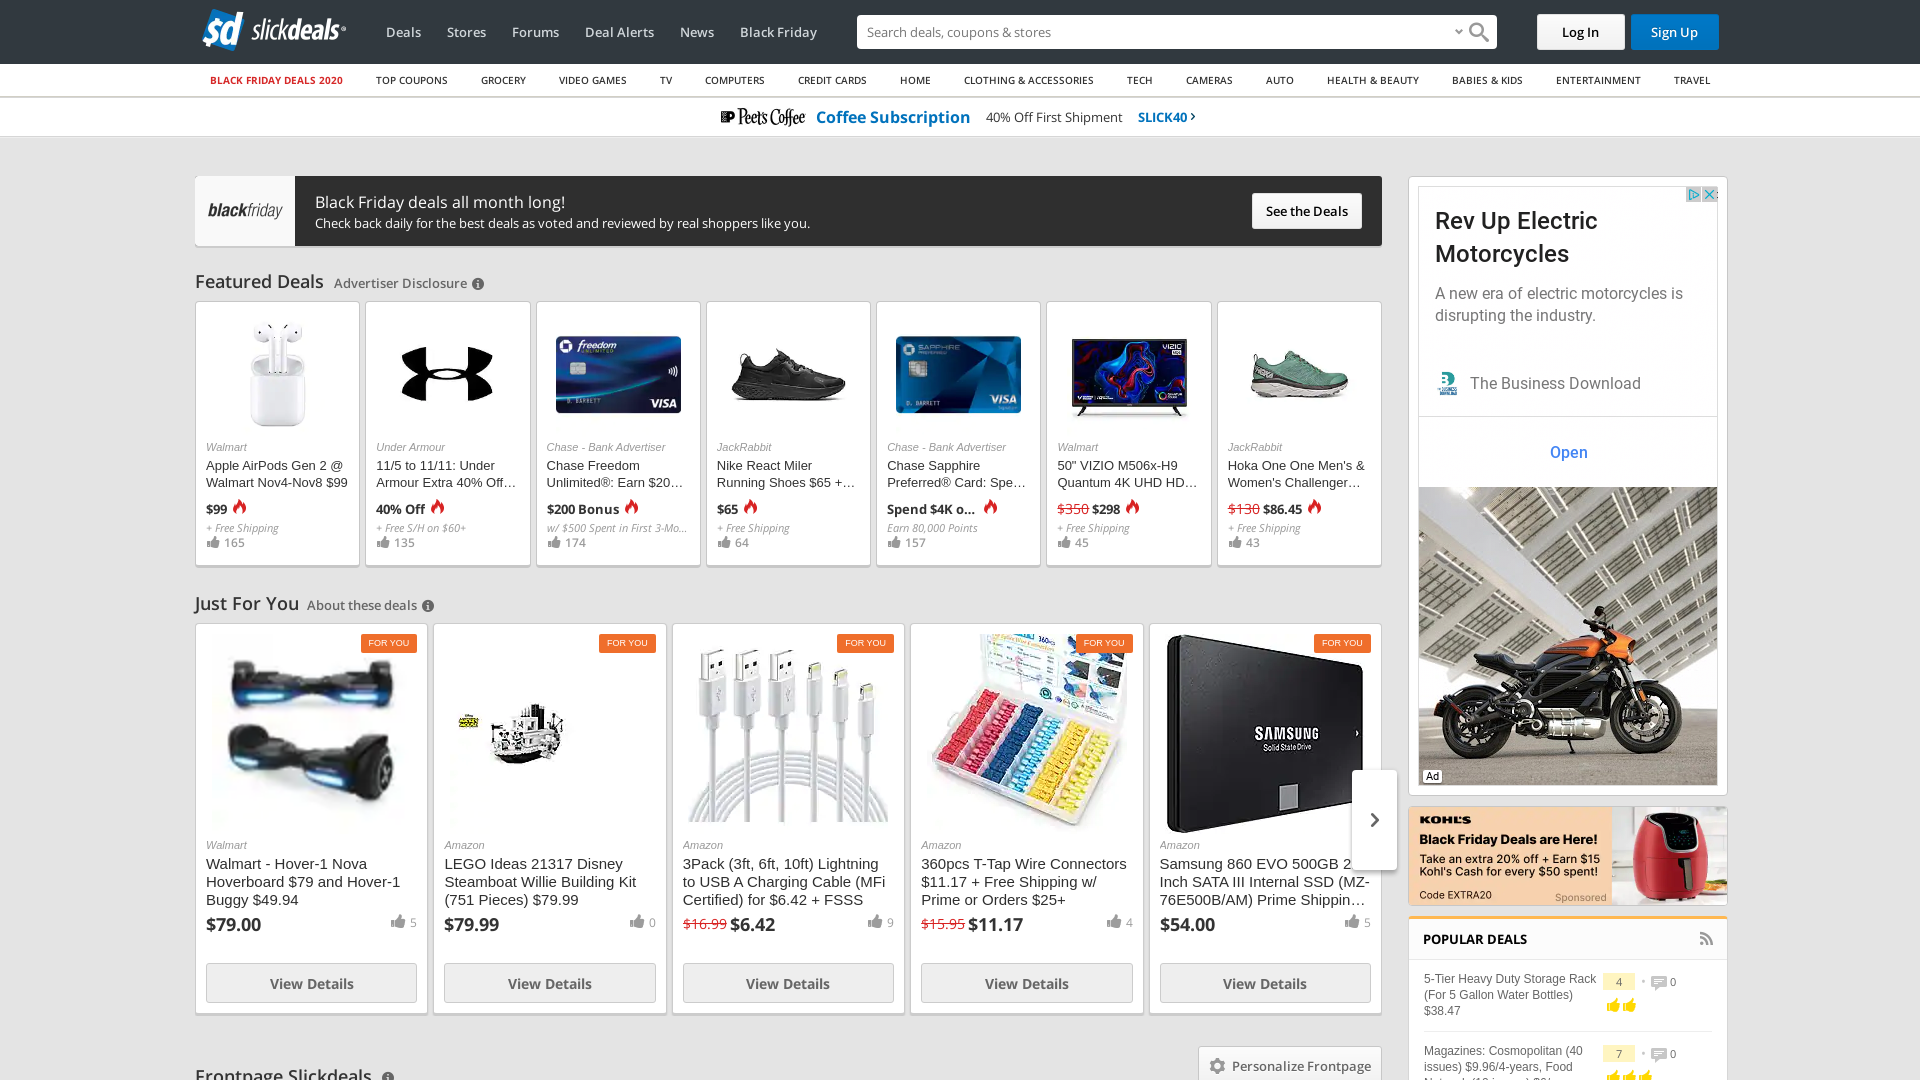 sd slickdeals
Deals
Stores
Forums
Deal Alerts
News
Black Friday
Search deals, coupons & stores
Log In
Sign Up
BLACK FRIDAY DEALS 2020
TOP COUPONS
GROCERY
VIDEO GAMES
TV
COMPUTERS
CREDIT CARDS
HOME
CLOTHING & ACCESSORIES
TECH
CAMERAS
AUTO
HEALTH & BEAUTY
BABIES & KIDS
ENTERTAINMENT
TRAVEL
Peet's Coffee
Coffee Subscription
40% Off First Shipment
SLICK40
blackfriday
Black Friday deals all month long!
Check back daily for the best deals as voted and reviewed by real shoppers like you.
See the Deals
Featured Deals
Advertiser Disclosure
Walmart
Apple AirPods Gen 2 @
Walmart Nov4-Nov8 $99
$99
+ Free Shipping
165
Under Armour
11/5 to 11/11: Under
Armour Extra 40% Off…
40% Off
+ Free S/H on $60+
135
freedom
UNLIMITED
D. BARRETT
VISA
Chase - Bank Advertiser
Chase Freedom
Unlimited®: Earn $20…
$200 Bonus
w/ $500 Spent in First 3-Mo...
174
JackRabbit
Nike React Miler
Running Shoes $65 +…
$65
+ Free Shipping
64
SAPPHIRE
PREFERRED
D. BARRETT
VISA
Chase - Bank Advertiser
Chase Sapphire
Preferred® Card: Spe…
Spend $4K o...
Earn 80,000 Points
157
VIZIO
Walmart
50" VIZIO M506x-H9
Quantum 4K UHD HD…
$350 $298
+ Free Shipping
45
HOKA
JackRabbit
Hoka One One Men's &
Women's Challenger…
$130 $86.45
+ Free Shipping
43
Just For You
About these deals
FOR YOU
Walmart
Walmart - Hover-1 Nova
Hoverboard $79 and Hover-1
Buggy $49.94
$79.00
5
View Details
FOR YOU
Amazon
LEGO Ideas 21317 Disney
Steamboat Willie Building Kit
(751 Pieces) $79.99
$79.99
0
View Details
FOR YOU
Amazon
3Pack (3ft, 6ft, 10ft) Lightning
to USB A Charging Cable (MFi
Certified) for $6.42 + FSSS
$16.99 $6.42
9
View Details
FOR YOU
360pcs
Amazon
360pcs T-Tap Wire Connectors
$11.17 + Free Shipping w/
Prime or Orders $25+
$15.95 $11.17
4
View Details
FOR YOU
SAMSUNG
Solid State Drive
Amazon
Samsung 860 EVO 500GB 2
Inch SATA III Internal SSD (MZ-
76E500B/AM) Prime Shippin…
$54.00
5
View Details
Frontpage Slickdeals
Personalize Frontpage
Rev Up Electric
Motorcycles
A new era of electric motorcycles is
disrupting the industry.
The Business Download
Open
Ad
KOHL'S
Black Friday Deals are Here!
Take an extra 20% off + Earn $15
Kohl's Cash for every $50 spent!
Code EXTRA20
Sponsored
POPULAR DEALS
5-Tier Heavy Duty Storage Rack
(For 5 Gallon Water Bottles)
$38.47
4
0
Magazines: Cosmopolitan (40
issues) $9.96/4-years, Food
7
0